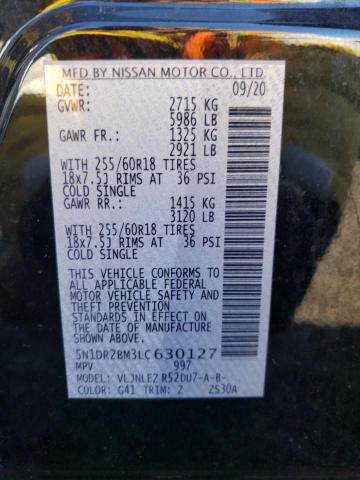 MFD BY NISSAN MOTOR CO., LTD
DATE: 09/20
GVWR: 2715 KG
5986 LB
GAWR FR.: 1325 KG
2921 LB
WITH 255/60R18 TIRES
18x7.5J RIMS AT 36 PSI
COLD SINGLE
GAWR RR.: 1415 KG
3120 LB
WITH 255/60R18 TIRES
18x7.5J RIMS AT 36 PSI
COLD SINGLE
THIS VEHICLE CONFORMS TO
ALL APPLICABLE FEDERAL
MOTOR VEHICLE SAFETY
AND THEFT PREVENTION
STANDARDS IN EFFECT ON
THE DATE OF MANUFACTURE
SHOWN ABOVE.
5N1DR2BM3LC630127
MPV 997
MODEL: VLJNLEZ R52DU7-A-B-
COLOR: G41 TRIM: Z ZS30A